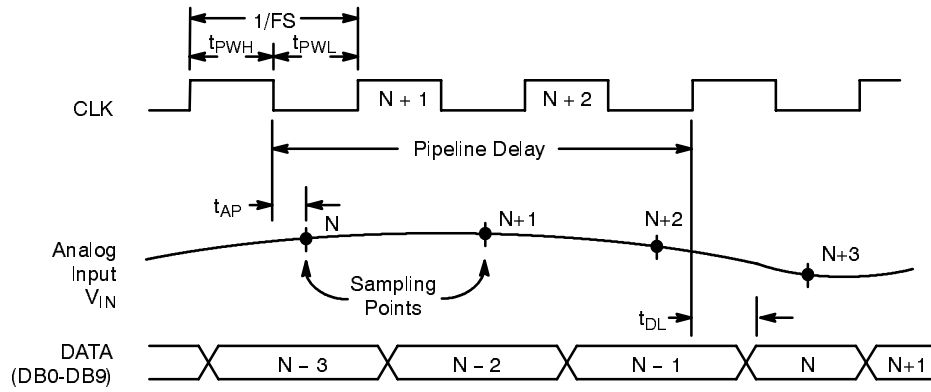 1/FS
tPWH tPWL
CLK
N + 1
N + 2
Pipeline Delay
tAP
N
N+1
N+2
N+3
Analog
Input
VIN
Sampling
Points
tDL
DATA
(DB0-DB9)
N – 3
N – 2
N – 1
N
N+1